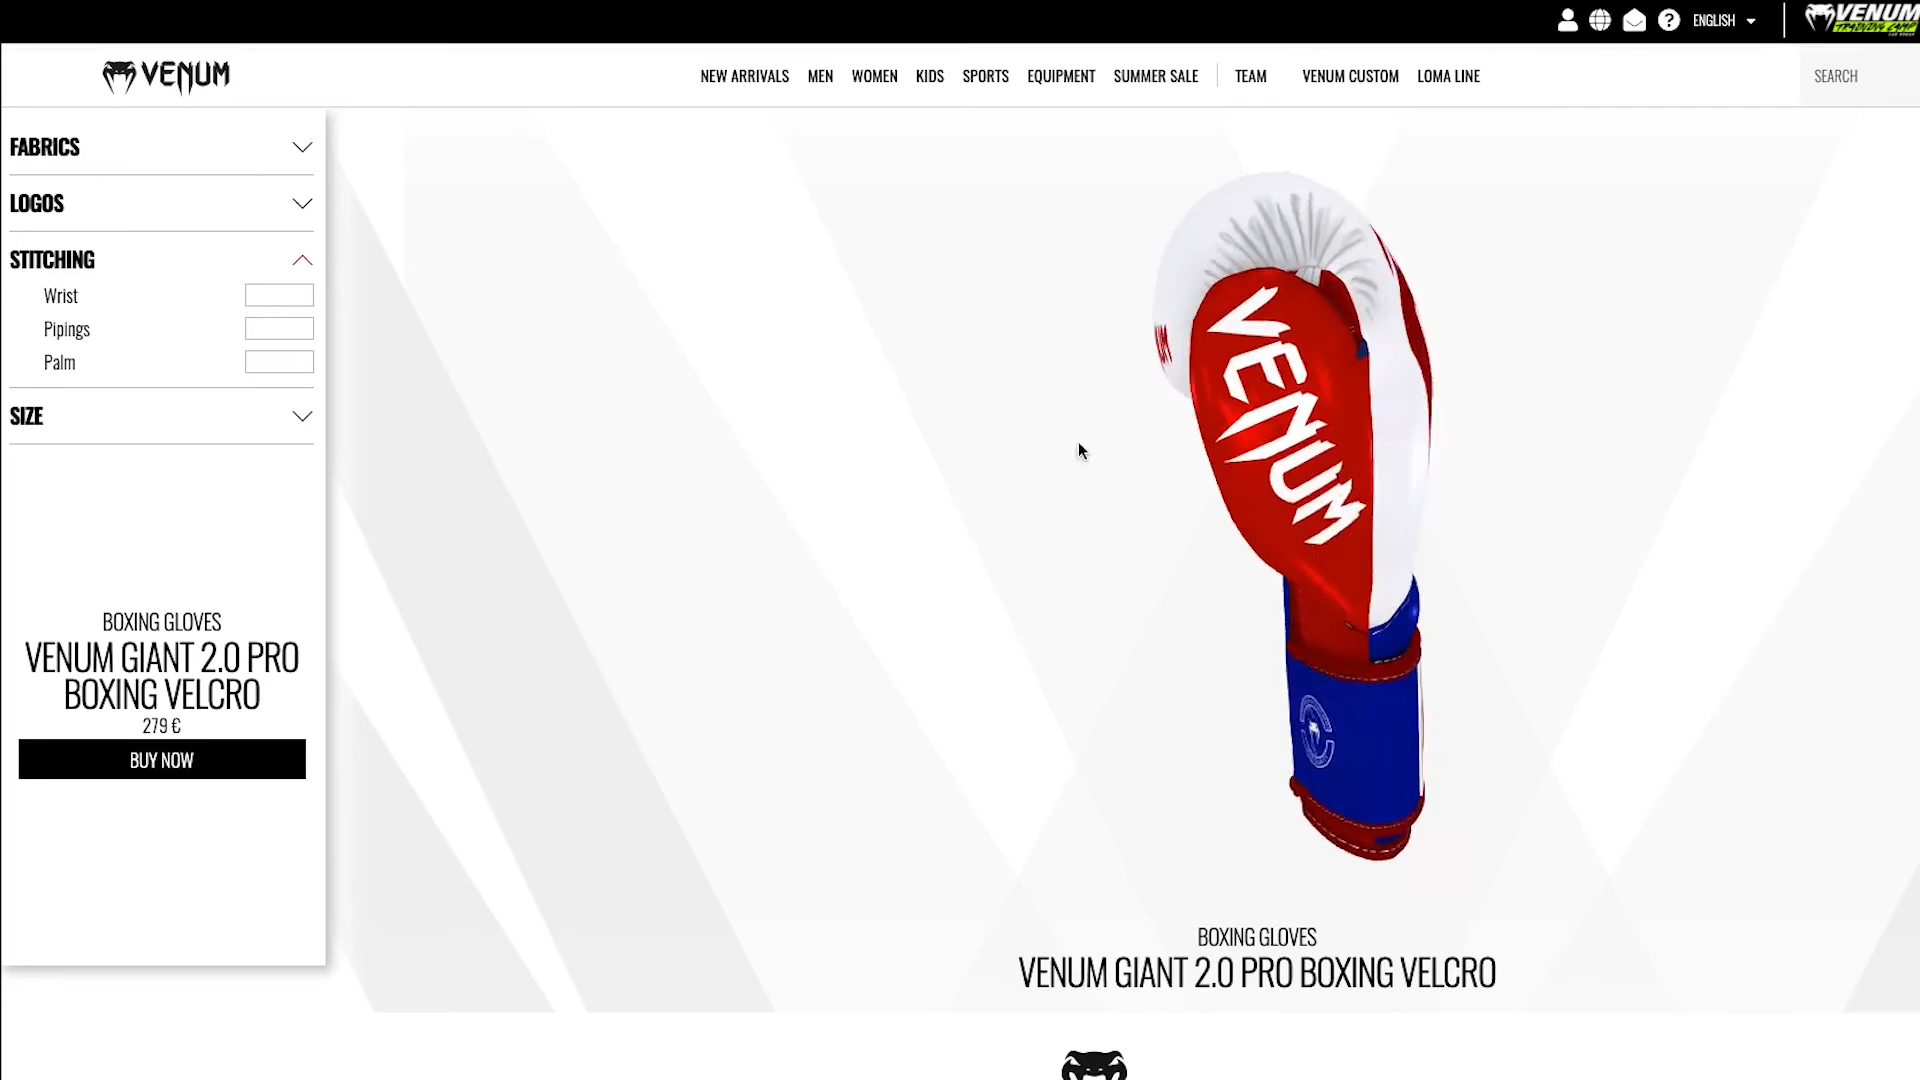 ENGLISH
VENUM
TRAINING CAMP
VENUM
NEW ARRIVALS MEN WOMEN KIDS SPORTS EQUIPMENT SUMMER SALE TEAM VENUM CUSTOM LOMA LINE
SEARCH
FABRICS
LOGOS
STITCHING
Wrist
Pipings
Palm
SIZE
BOXING GLOVES
VENUM GIANT 2.0 PRO
BOXING VELCRO
279 €
BUY NOW
VENUM
BOXING GLOVES
VENUM GIANT 2.0 PRO BOXING VELCRO